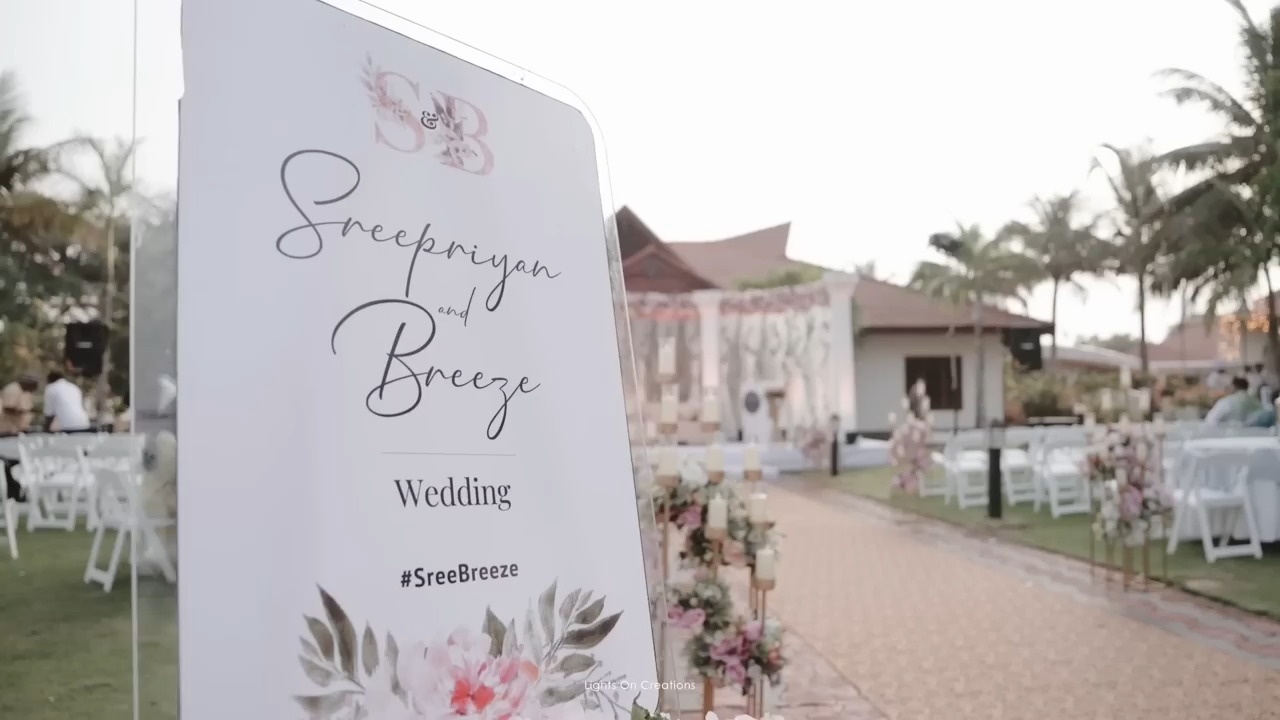 S & B
Sreepriyan
and
Breeze
Wedding
#SreeBreeze
Lights On Creations